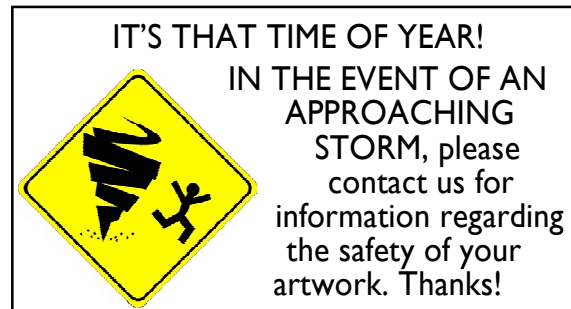 IT'S THAT TIME OF YEAR!
IN THE EVENT OF AN
APPROACHING
STORM, please
contact us for
information regarding
the safety of your
artwork. Thanks!